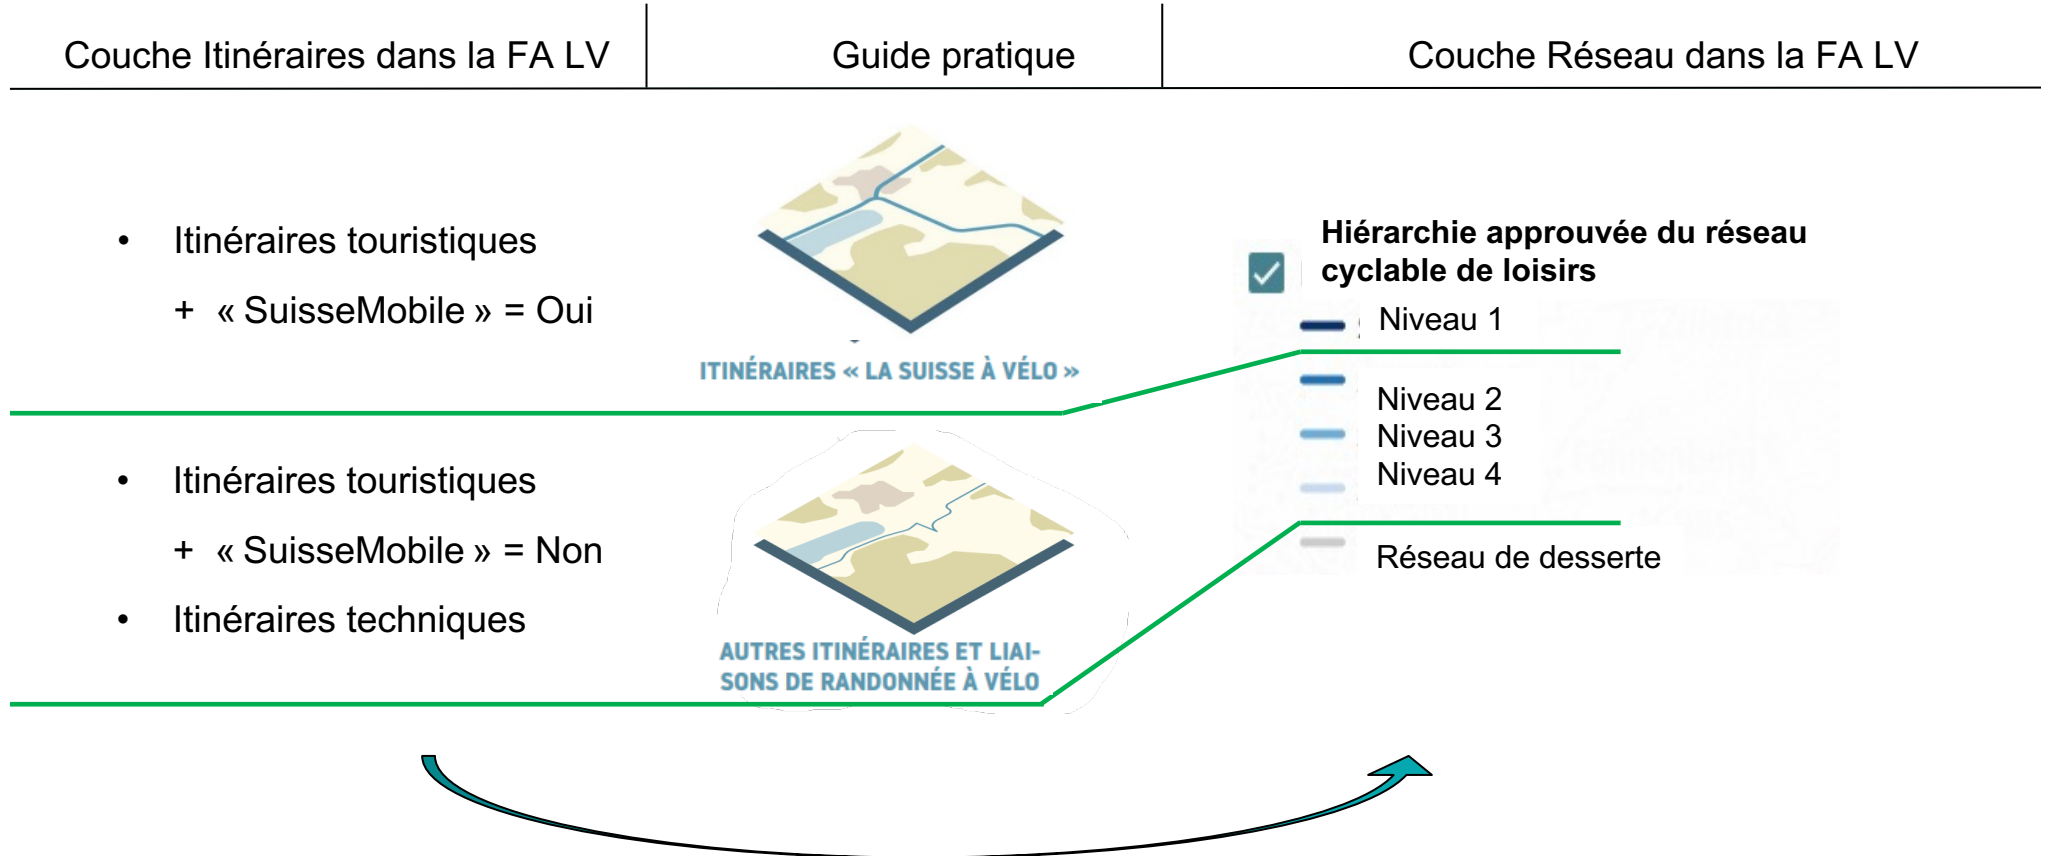 Couche Itinéraires dans la FA LV
Guide pratique
Couche Réseau dans la FA LV
• Itinéraires touristiques
+ « SuisseMobile » = Oui
ITINÉRAIRES « LA SUISSE À VÉLO »
Hiérarchie approuvée du réseau
cyclable de loisirs
Niveau 1
Niveau 2
Niveau 3
Niveau 4
Réseau de desserte
• Itinéraires touristiques
+ « SuisseMobile » = Non
• Itinéraires techniques
AUTRES ITINÉRAIRES ET LIAI-
SONS DE RANDONNÉE À VÉLO